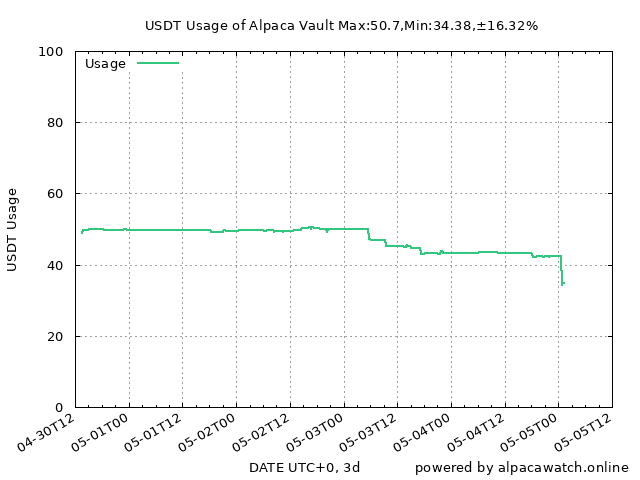 USDT Usage of Alpaca Vault Max:50.7,Min:34.38,±16.32%
Usage
100
80
60
40
20
0
USDT Usage
04-30T12
05-01T00
05-01T12
05-02T00
05-02T12
05-03T00
05-03T12
05-04T00
05-04T12
05-05T00
05-05T12
DATE UTC+0, 3d
powered by alpacawatch.online